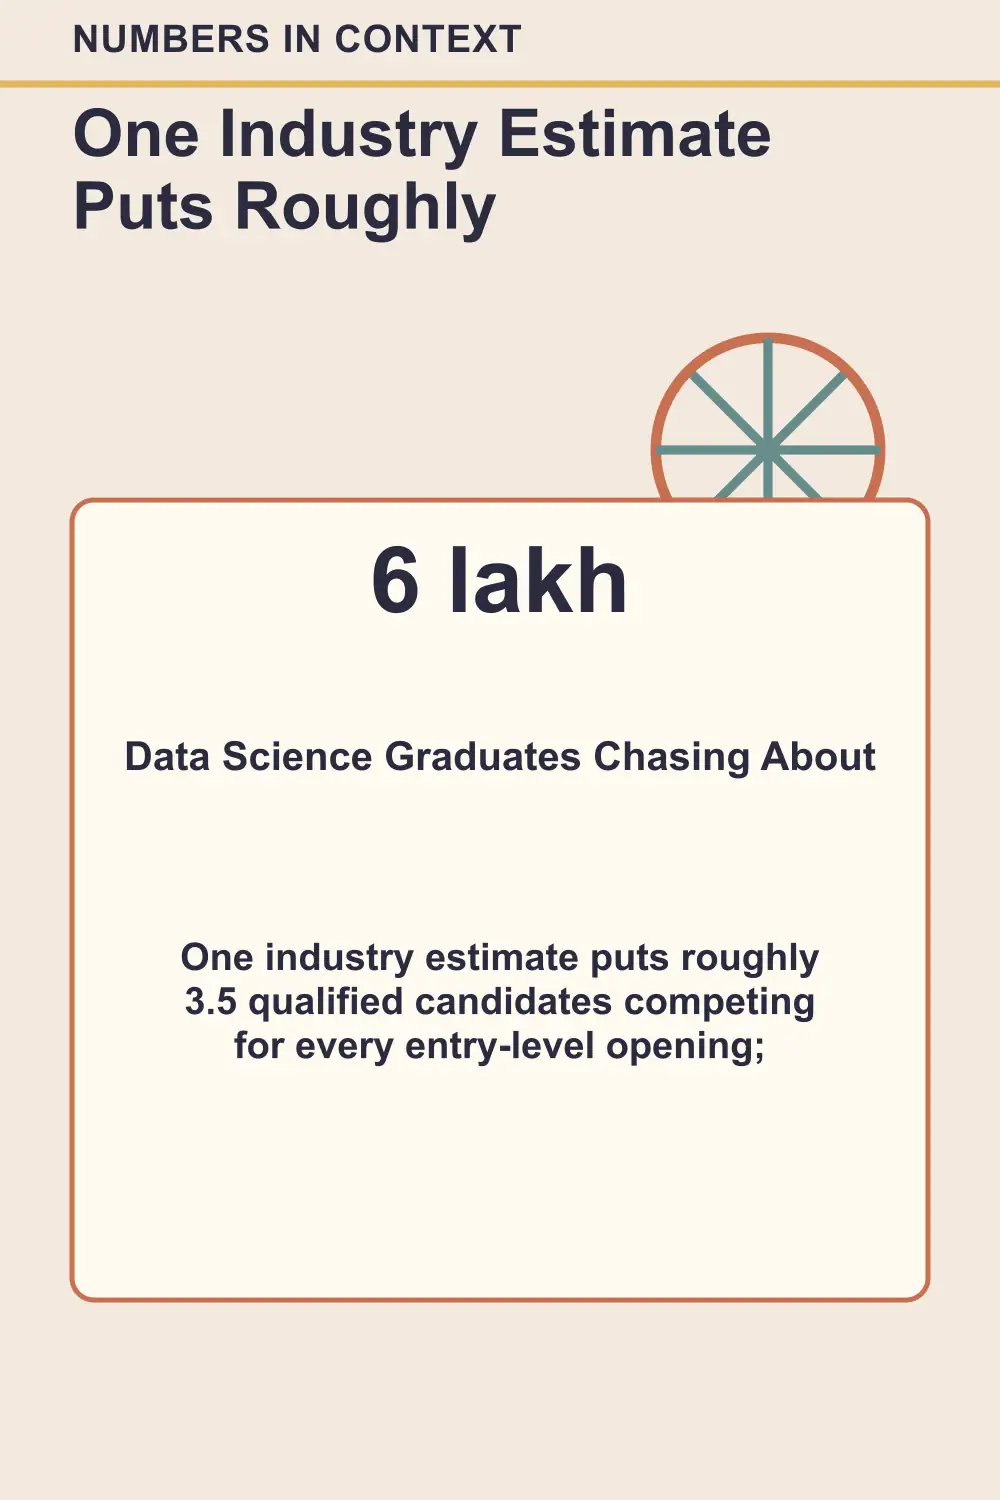 NUMBERS IN CONTEXT
One Industry Estimate
Puts Roughly
6 lakh
Data Science Graduates Chasing About
One industry estimate puts roughly
3.5 qualified candidates competing
for every entry-level opening;